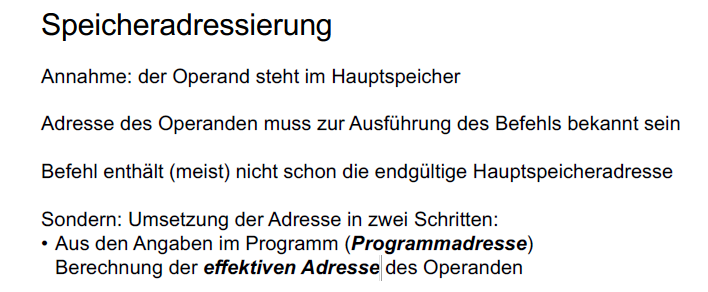 Speicheradressierung
Annahme: der Operand steht im Hauptspeicher
Adresse des Operanden muss zur Ausführung des Befehls bekannt sein
Befehl enthält (meist) nicht schon die endgültige Hauptspeicheradresse
Sondern: Umsetzung der Adresse in zwei Schritten:
• Aus den Angaben im Programm (Programmadresse)
Berechnung der effektiven Adresse des Operanden